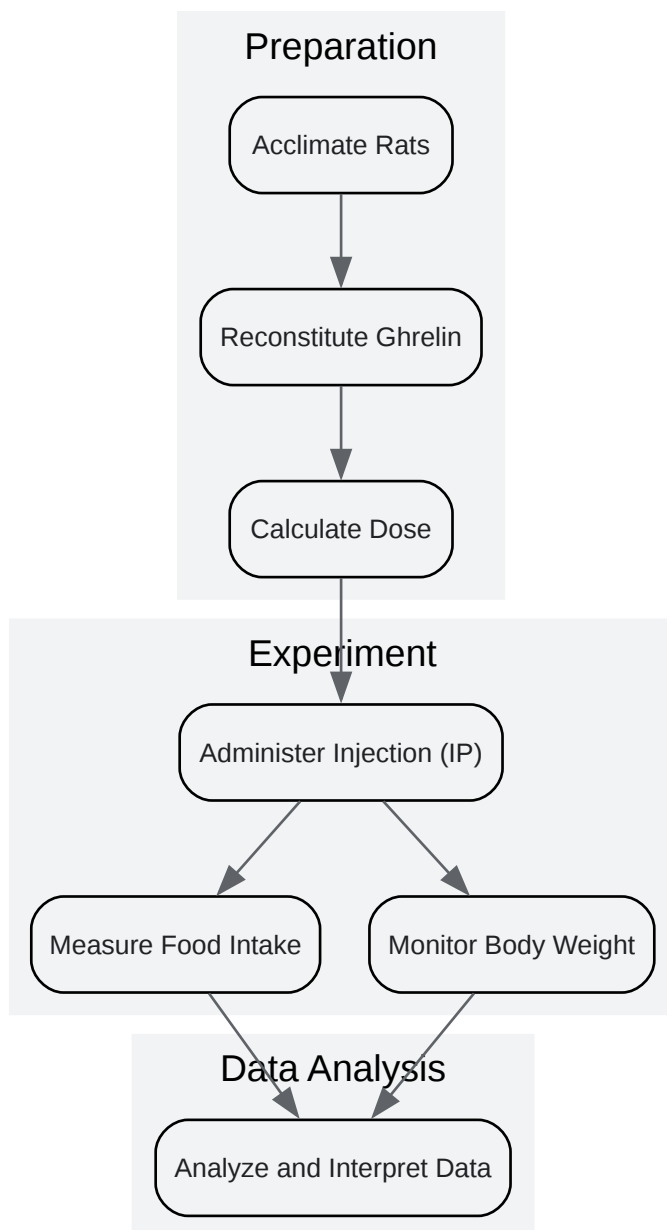 Preparation
Acclimate Rats
Reconstitute Ghrelin
Calculate Dose
Experiment
Administer Injection (IP)
Measure Food Intake
Monitor Body Weight
Data Analysis
Analyze and Interpret Data